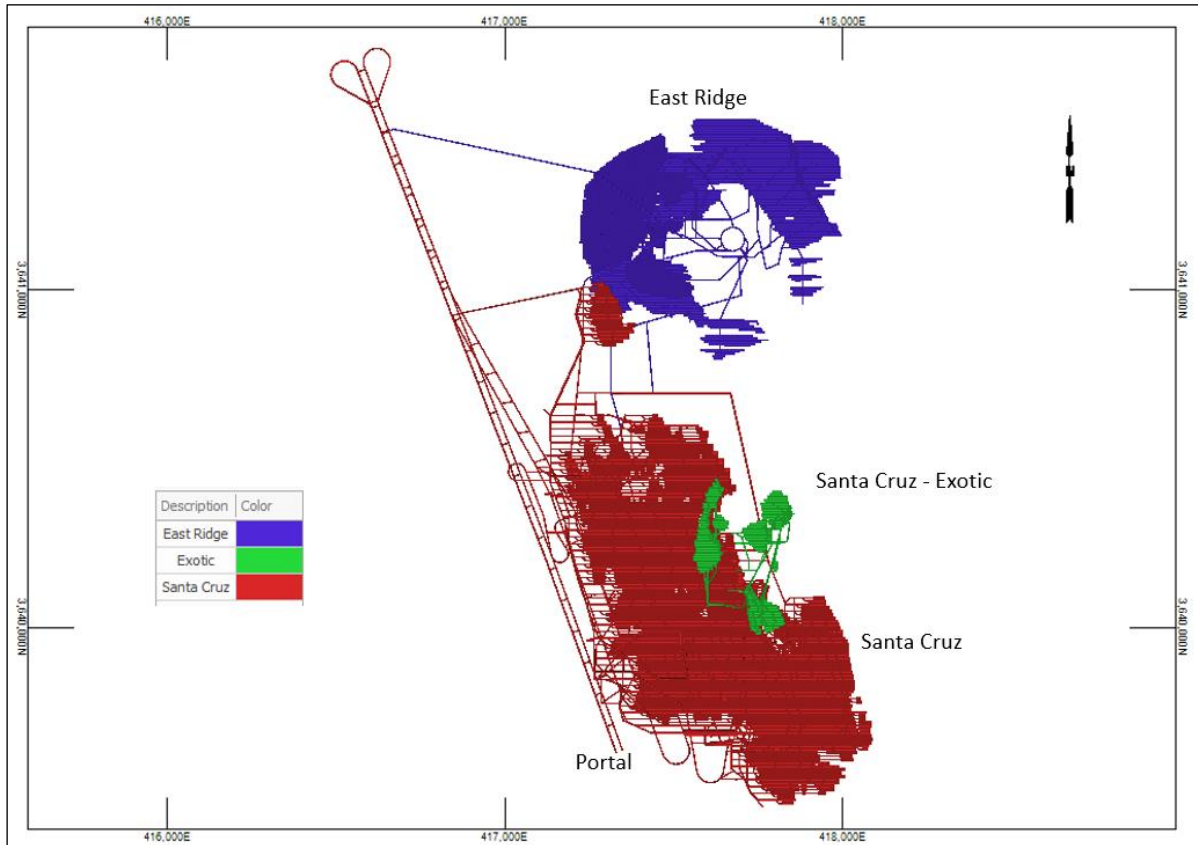 416,000E
417,000E
418,000E
East Ridge
3,641,000N
3,641,000N
Santa Cruz - Exotic
Description Color
East Ridge
Exotic
Santa Cruz
3,640,000N
3,640,000N
Santa Cruz
Portal
416,000E
417,000E
418,000E